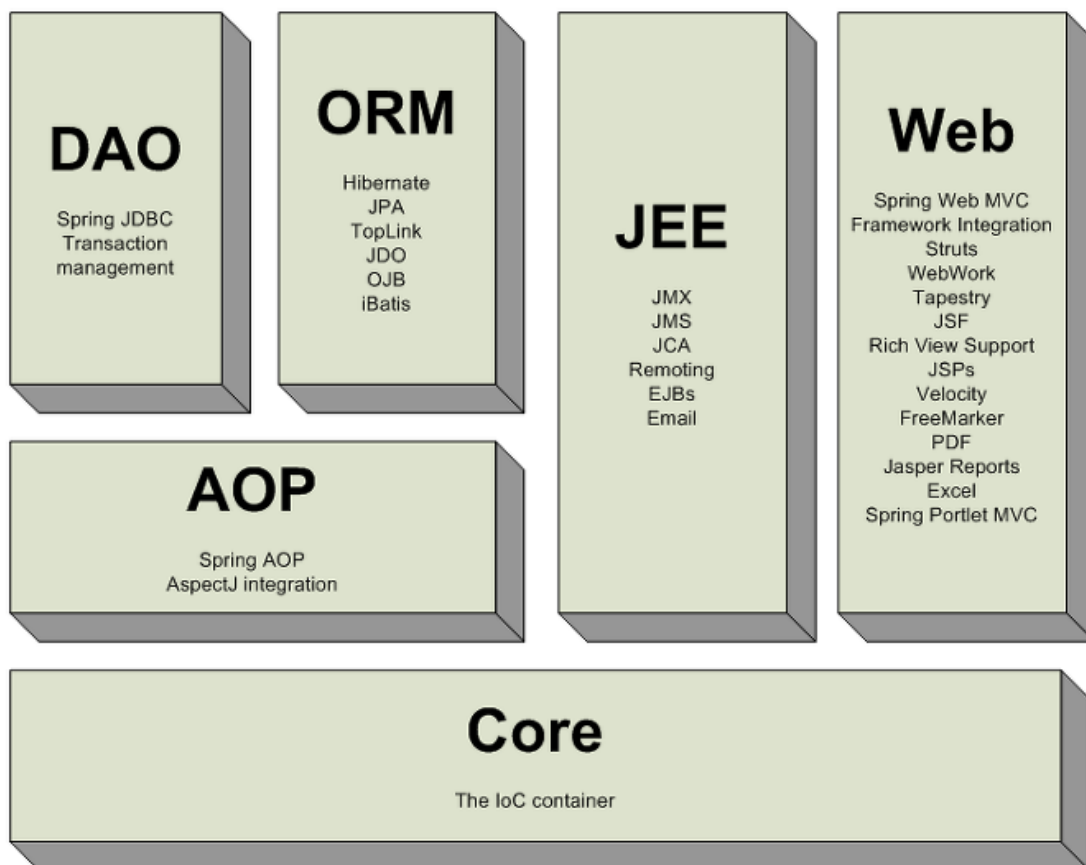 DAO
Spring JDBC
Transaction
management
ORM
Hibernate
JPA
TopLink
JDO
OJB
iBatis
JEE
JMX
JMS
JCA
Remoting
EJBs
Email
Web
Spring Web MVC
Framework Integration
Struts
WebWork
Tapestry
JSF
Rich View Support
JSPs
Velocity
FreeMarker
PDF
Jasper Reports
Excel
Spring Portlet MVC
AOP
Spring AOP
AspectJ integration
Core
The IoC container